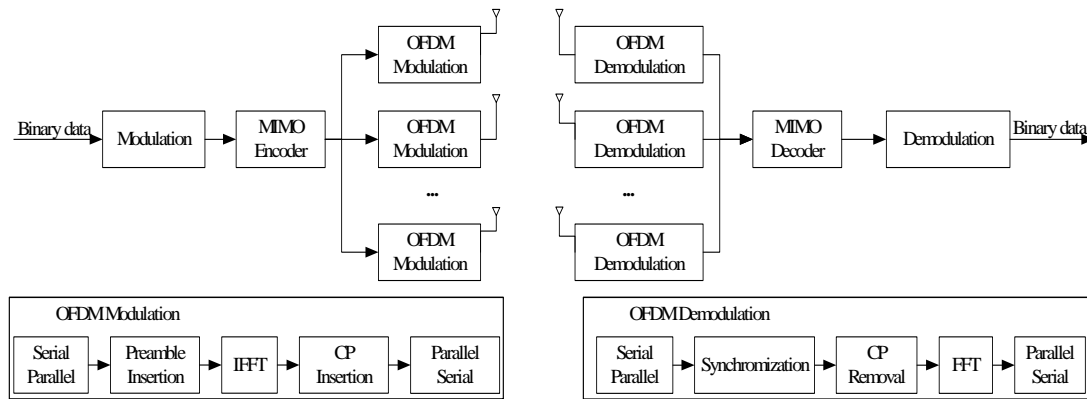 OFDM
Modulation
OFDM
Demodulation
Binary data
Modulation
MIMO
Encoder
OFDM
Modulation
OFDM
Demodulation
MIMO
Decoder
Demodulation
Binary data
...
...
OFDM
Modulation
OFDM
Demodulation
OFDM Modulation
Serial
Parallel
Preamble
Insertion
IFFT
CP
Insertion
Parallel
Serial
OFDM Demodulation
Serial
Parallel
Synchronization
CP
Removal
FFT
Parallel
Serial